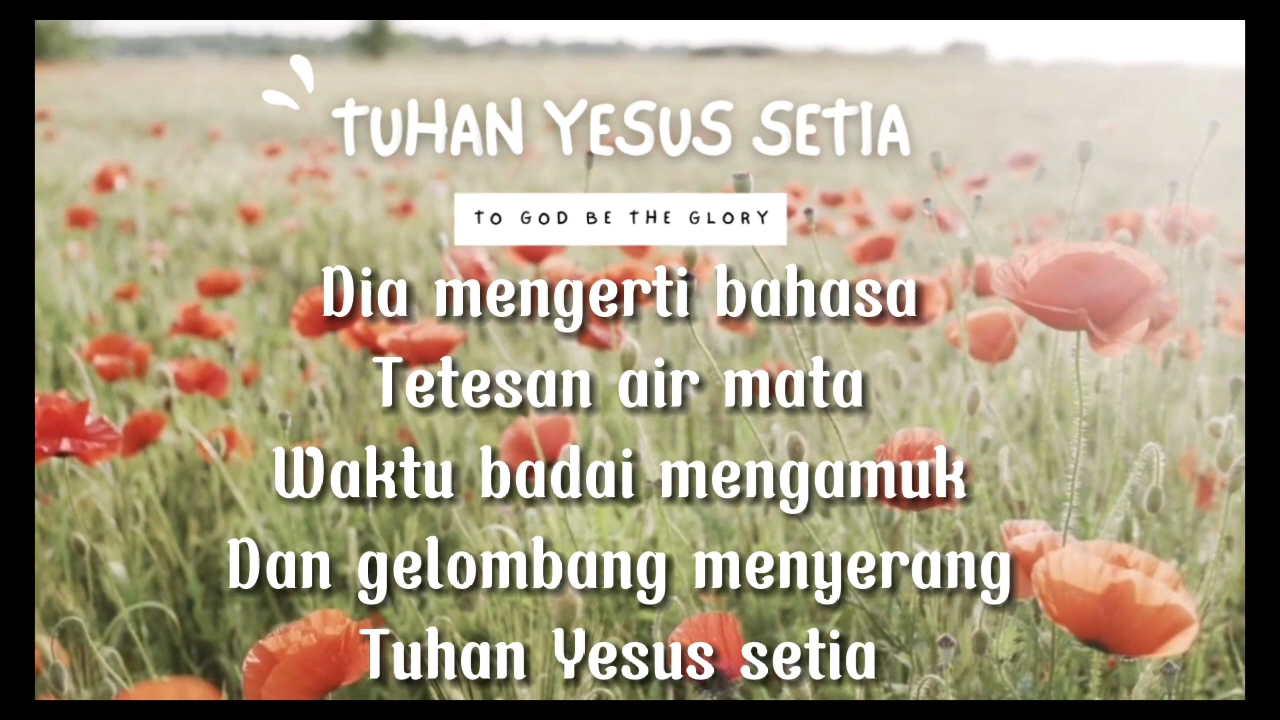 TUHAN YESUS SETIA
TO GOD BE THE GLORY
Dia mengerti bahasa
Tetesan air mata
Waktu badai mengamuk
Dan gelombang menyerang
Tuhan Yesus setia